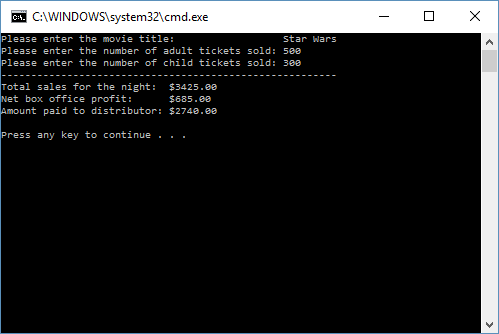 C:\WINDOWS\system32\cmd.exe
Please enter the movie title:                  Star Wars
Please enter the number of adult tickets sold: 500
Please enter the number of child tickets sold: 300
--------------------------------------------------------
Total sales for the night:  $3425.00
Net box office profit:      $685.00
Amount paid to distributor: $2740.00
Press any key to continue . . .